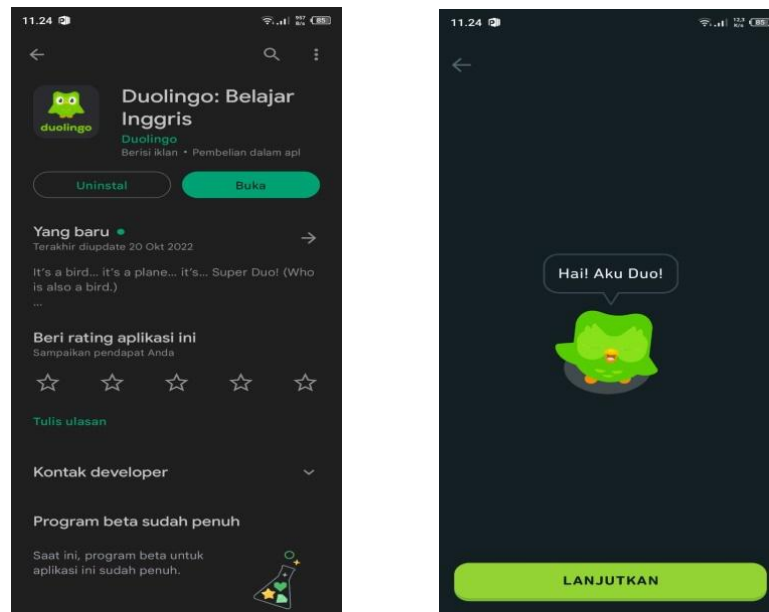 11.24
957
B/s
85
Duolingo: Belajar
Inggris
duolingo
Duolingo
Berisi iklan • Pembelian dalam apl
Uninstal
Buka
Yang baru
Terakhir diupdate 20 Okt 2022
It's a bird... it's a plane... it's... Super Duo! (Who
is also a bird.)
...
Beri rating aplikasi ini
Sampaikan pendapat Anda
Tulis ulasan
Kontak developer
Program beta sudah penuh
Saat ini, program beta untuk
aplikasi ini sudah penuh.
11.24
85
Hai! Aku Duo!
LANJUTKAN